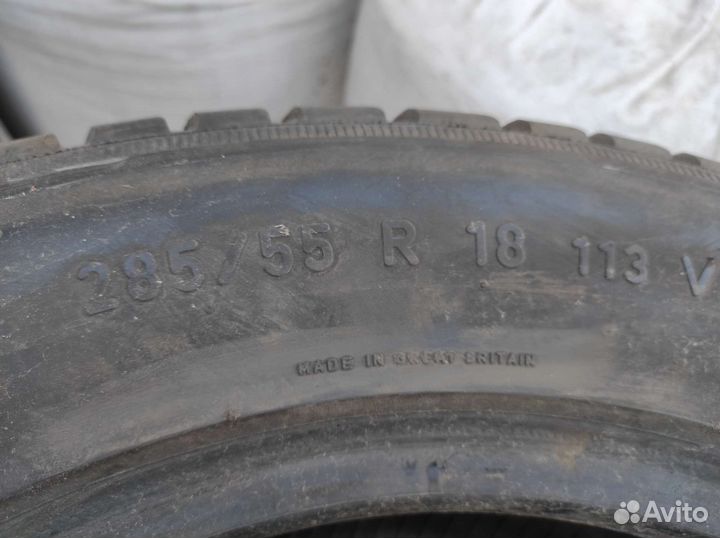 285/55 R 18 113 V
MADE IN GREAT BRITAIN
Avito